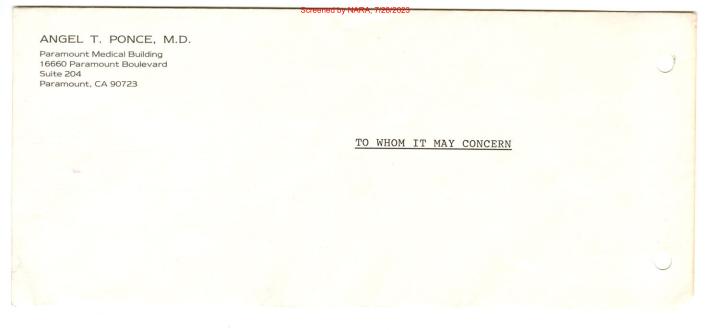 Screened by NARA, 7/20/2023
ANGEL T. PONCE, M.D.
Paramount Medical Building
16660 Paramount Boulevard
Suite 204
Paramount, CA 90723
TO WHOM IT MAY CONCERN